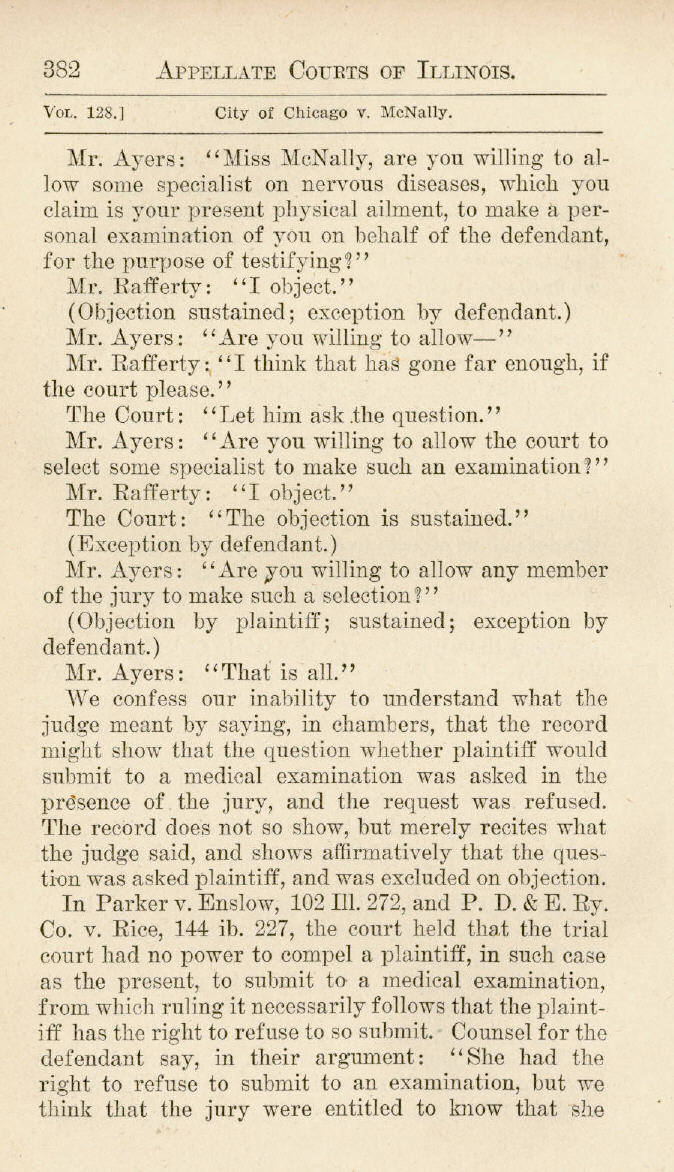 382 APPELLATE COURTS OF ILLINOIS.
VOL. 128.] City of Chicago v. McNally.
Mr. Ayers: "Miss McNally, are you willing to al-
low some specialist on nervous diseases, which you
claim is your present physical ailment, to make a per-
sonal examination of you on behalf of the defendant,
for the purpose of testifying?"
Mr. Rafferty: "I object."
(Objection sustained; exception by defendant.)
Mr. Ayers: "Are you willing to allow—"
Mr. Rafferty: "I think that has gone far enough, if
the court please."
The Court: "Let him ask the question."
Mr. Ayers: "Are you willing to allow the court to
select some specialist to make such an examination?"
Mr. Rafferty: "I object."
The Court: "The objection is sustained."
(Exception by defendant.)
Mr. Ayers: "Are you willing to allow any member
of the jury to make such a selection?"
(Objection by plaintiff; sustained; exception by
defendant.)
Mr. Ayers: "That is all."
We confess our inability to understand what the
judge meant by saying, in chambers, that the record
might show that the question whether plaintiff would
submit to a medical examination was asked in the
presence of the jury, and the request was refused.
The record does not so show, but merely recites what
the judge said, and shows affirmatively that the ques-
tion was asked plaintiff, and was excluded on objection.
In Parker v. Enslow, 102 Ill. 272, and P. D. & E. Ry.
Co. v. Rice, 144 ib. 227, the court held that the trial
court had no power to compel a plaintiff, in such case
as the present, to submit to a medical examination,
from which ruling it necessarily follows that the plaint-
iff has the right to refuse to so submit. Counsel for the
defendant say, in their argument: "She had the
right to refuse to submit to an examination, but we
think that the jury were entitled to know that she